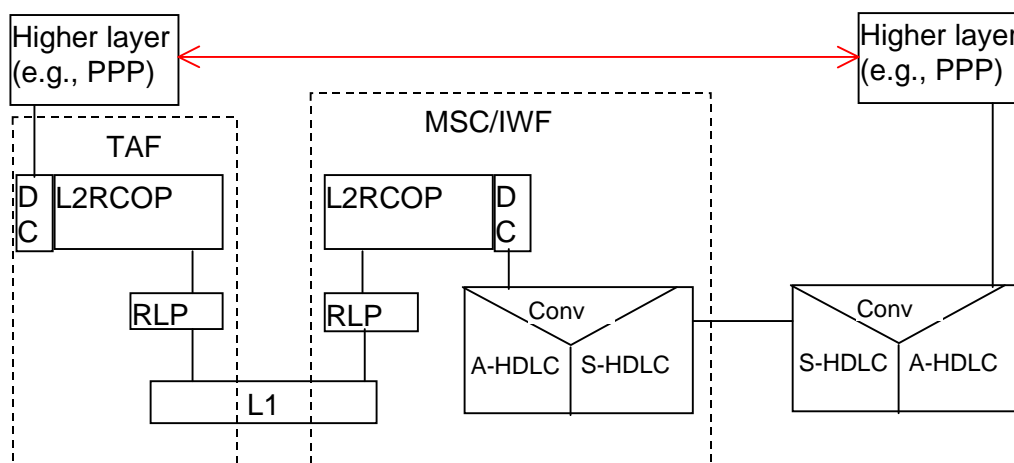 Higher layer
(e.g., PPP)
Higher layer
(e.g., PPP)
MSC/IWF
TAF
D
C
L2RCOP
L2RCOP
D
C
RLP
RLP
Conv
Conv
A-HDLC
S-HDLC
S-HDLC
A-HDLC
L1